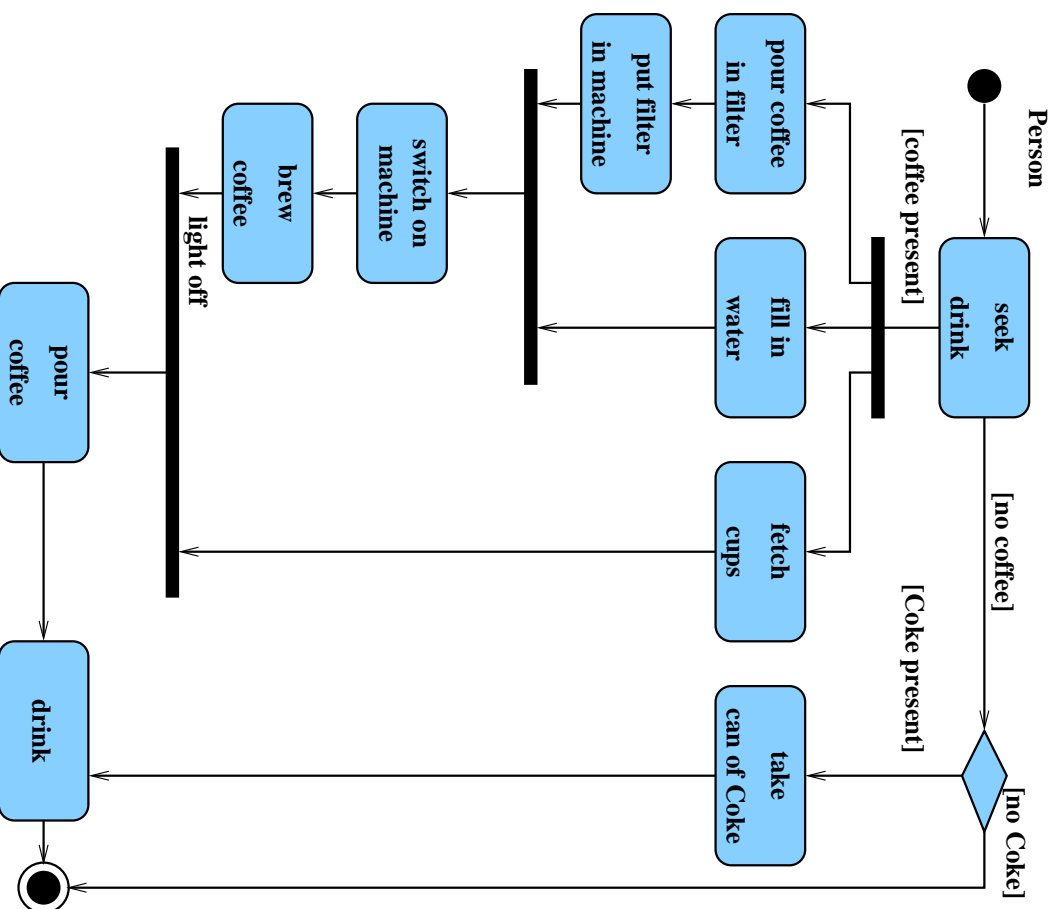 Person
seek
drink
[no coffee]
[no Coke]
[coffee present]
[Coke present]
pour coffee
in filter
fill in
water
fetch
cups
take
can of Coke
put filter
in machine
switch on
machine
brew
coffee
light off
pour
coffee
drink